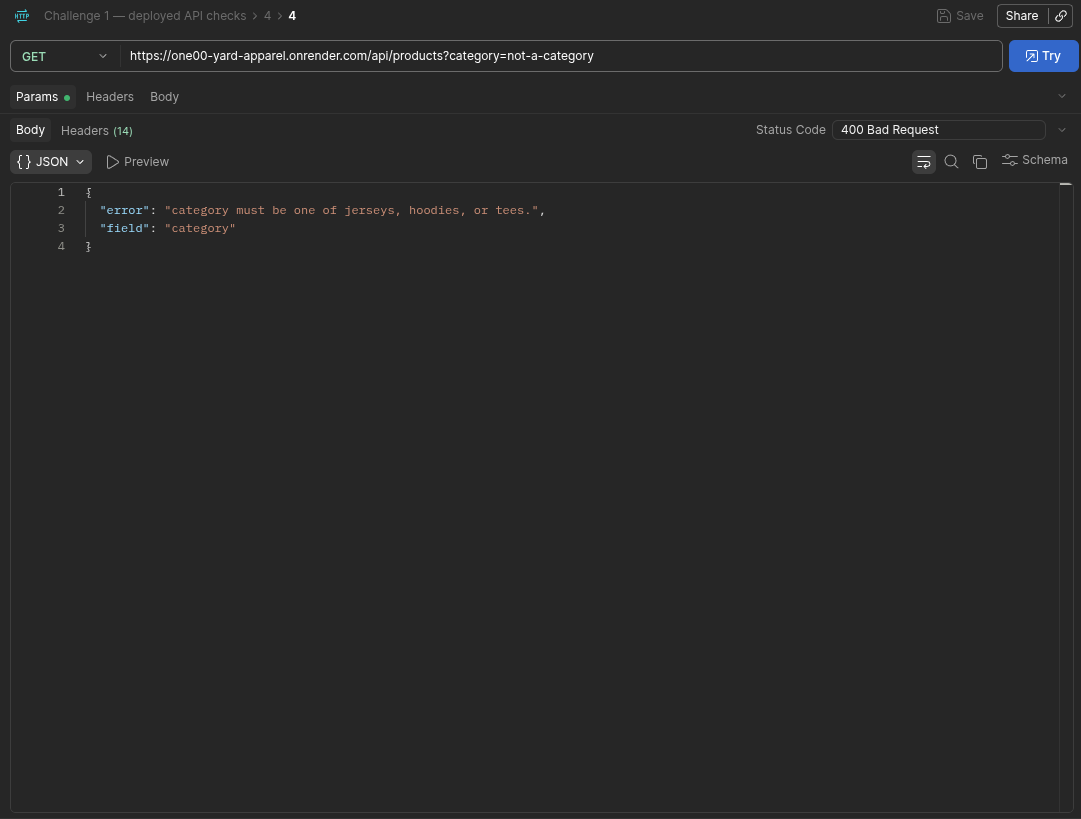 HTTP Challenge 1 — deployed API checks > 4 > 4 Save Share
GET https://one00-yard-apparel.onrender.com/api/products?category=not-a-category Try
Params Headers Body
Body Headers (14) Status Code 400 Bad Request
{ } JSON Preview Schema
1 {
2 "error": "category must be one of jerseys, hoodies, or tees.",
3 "field": "category"
4 }